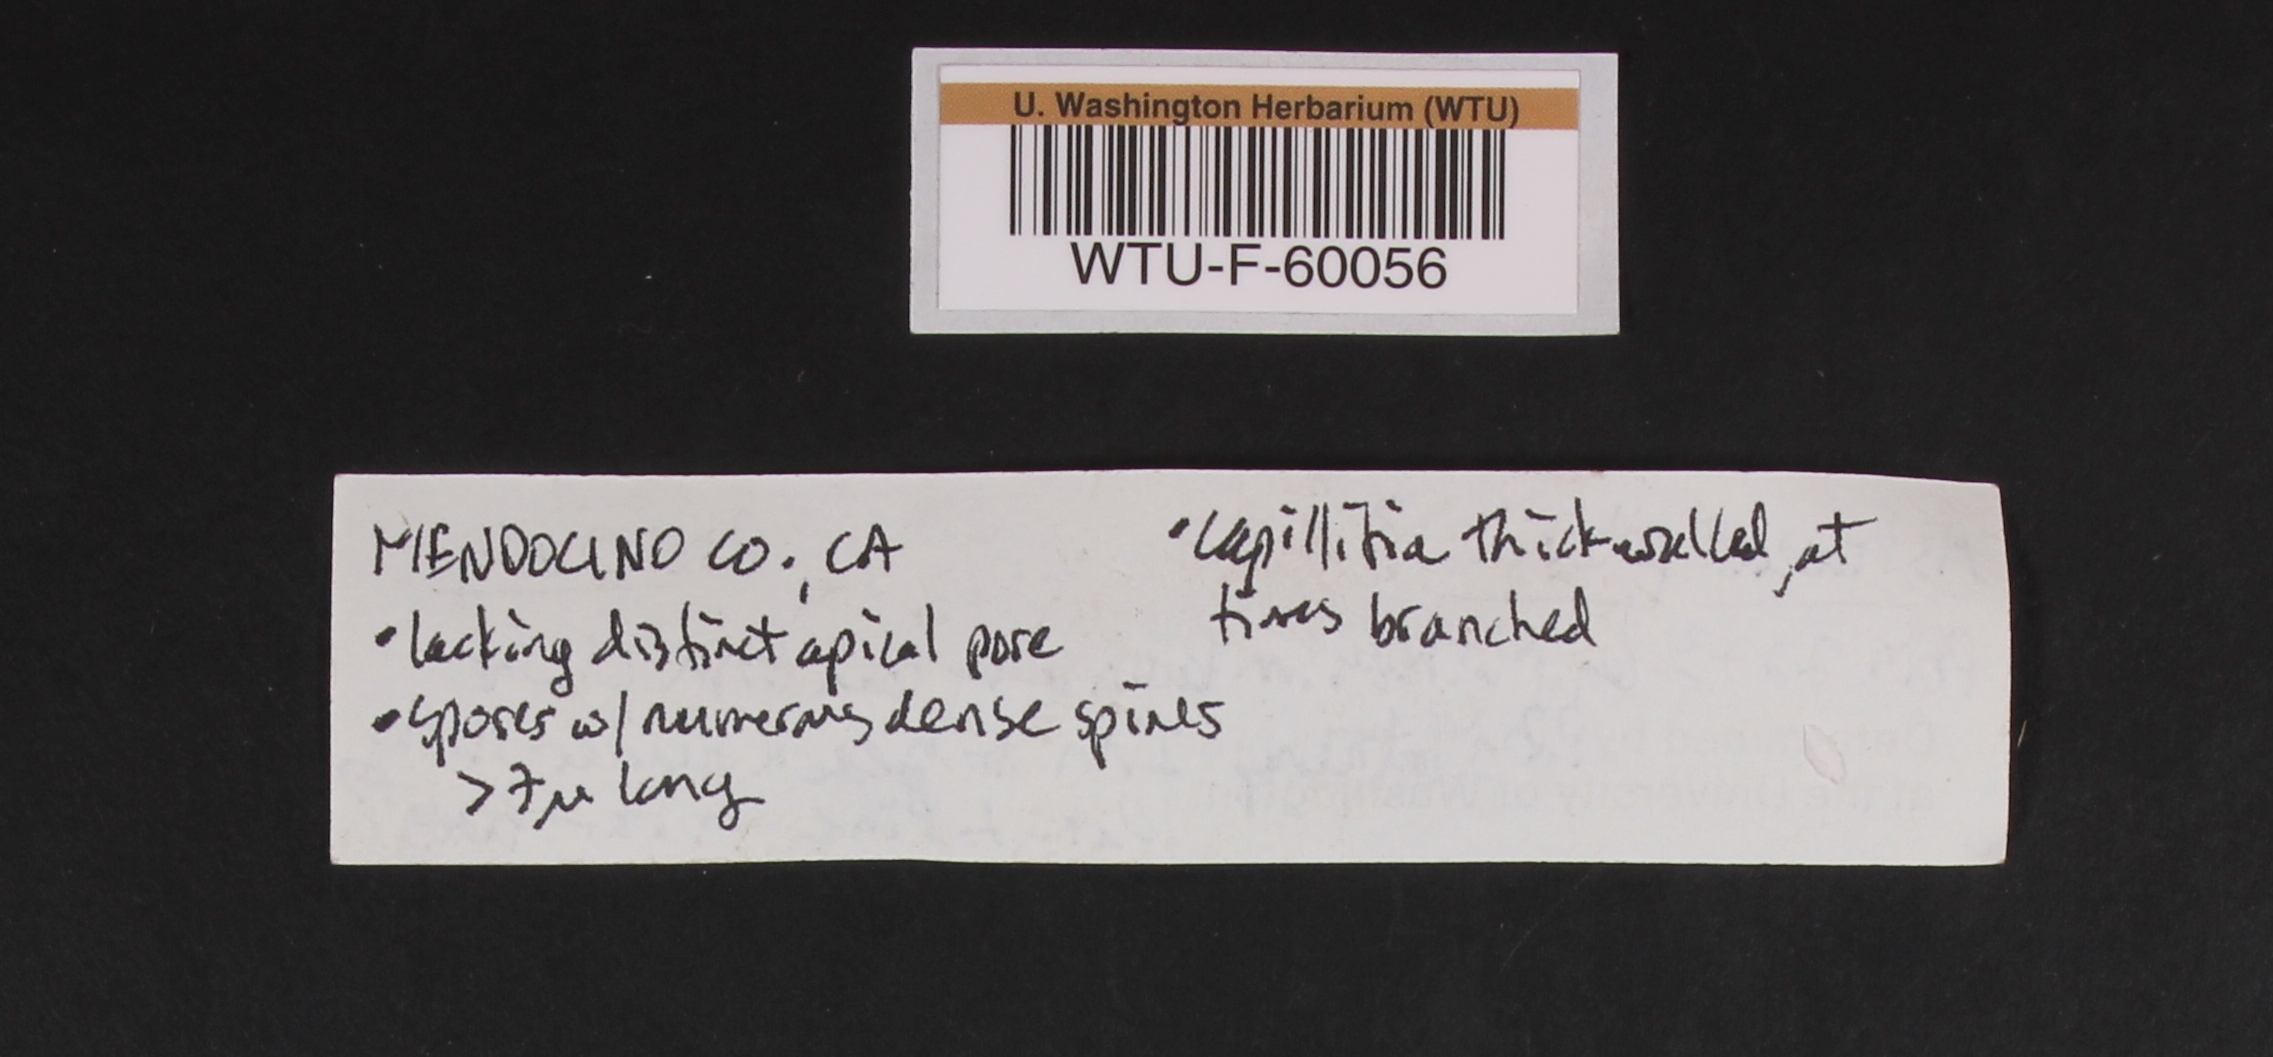 U. Washington Herbarium (WTU)
WTU-F-60056
MENDOCINO CO., CA
• lacking distinct apical pore
• spores w/ numerous dense spines
> 7µ long
• capillitia thick-walled, at
times branched